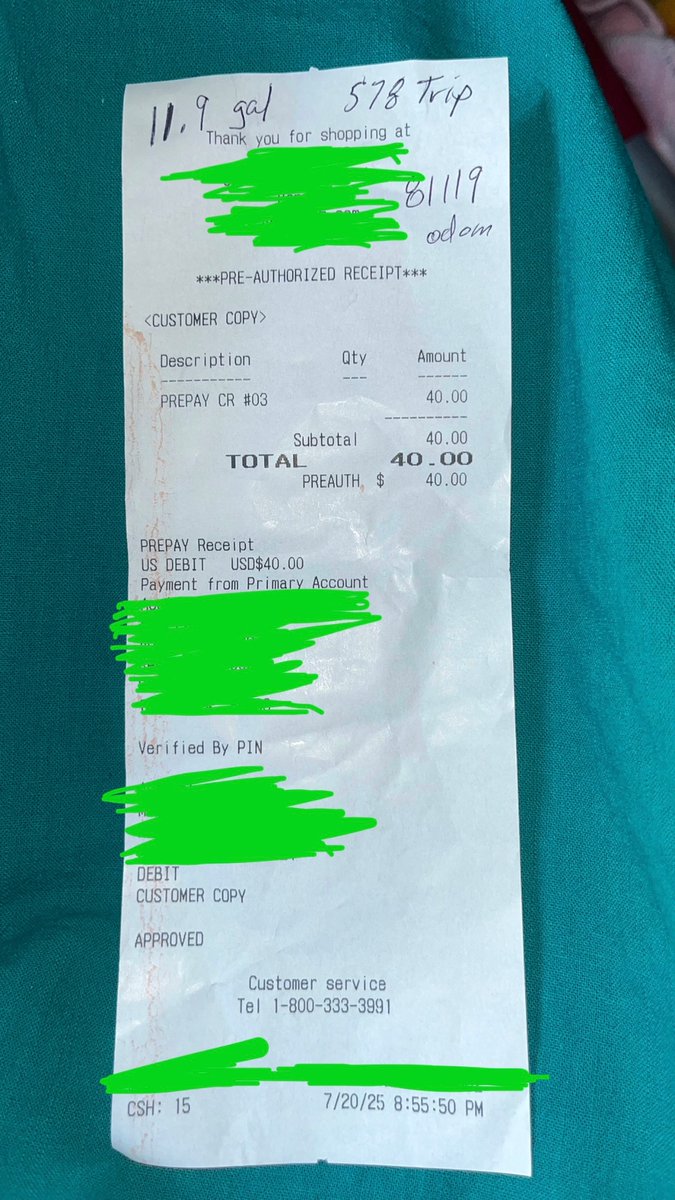 11.9 gal 578 Trip
Thank you for shopping at
81119
odom
***PRE-AUTHORIZED RECEIPT***
<CUSTOMER COPY>
Description Qty Amount
----------- --- ------
PREPAY CR #03 40.00
----------
Subtotal 40.00
TOTAL 40.00
PREAUTH $ 40.00
PREPAY Receipt
US DEBIT USD$40.00
Payment from Primary Account
Verified By PIN
DEBIT
CUSTOMER COPY
APPROVED
Customer service
Tel 1-800-333-3991
CSH: 15 7/20/25 8:55:50 PM